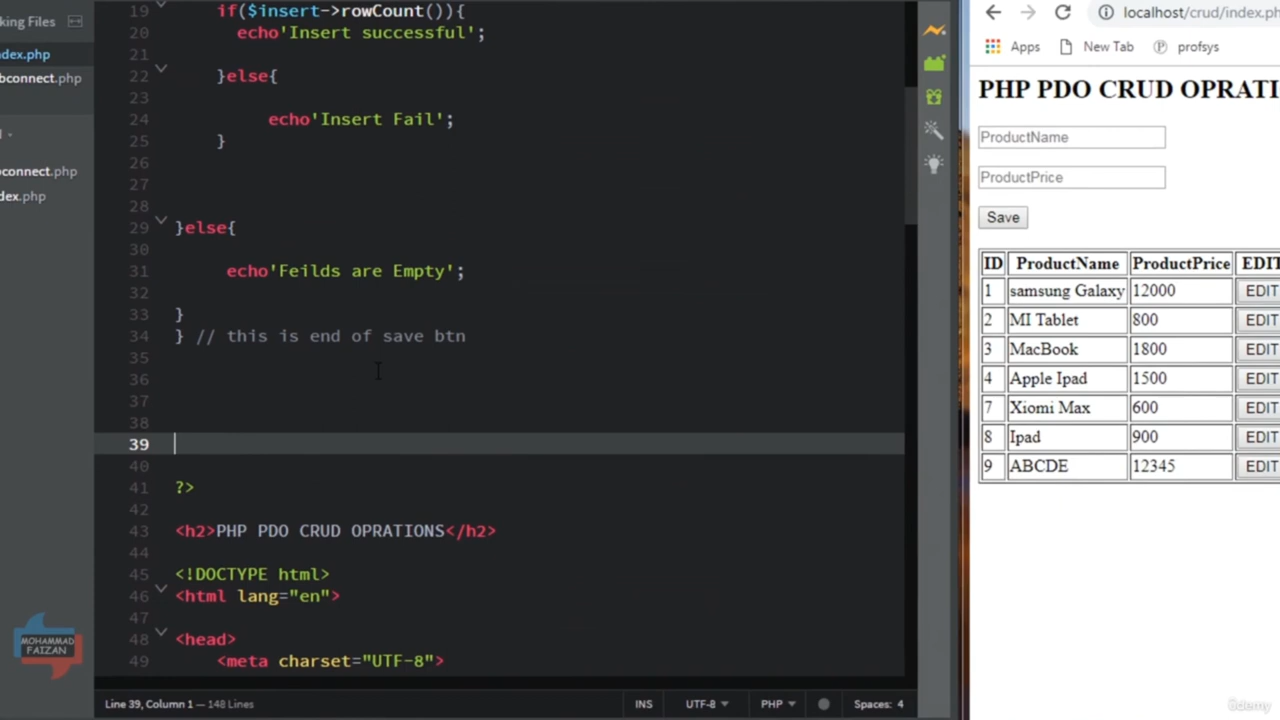 king Files
ndex.php
bconnect.php
bconnect.php
dex.php
19 if($insert->rowCount()){
20 echo'Insert successful';
21
22 }else{
23
24 echo'Insert Fail';
25 }
26
27
28
29 }else{
30
31 echo'Feilds are Empty';
32
33 }
34 } // this is end of save btn
35
36
37
38
39
40
41 ?>
42
43 <h2>PHP PDO CRUD OPRATIONS</h2>
44
45 <!DOCTYPE html>
46 <html lang="en">
47
48 <head>
49 <meta charset="UTF-8">
Line 39, Column 1 — 148 Lines
INS UTF-8 PHP Spaces: 4
MOHAMMAD
FAIZAN
localhost/crud/index.ph
Apps New Tab profsys
PHP PDO CRUD OPRATI
ProductName
ProductPrice
Save
ID ProductName ProductPrice EDIT
1 samsung Galaxy 12000 EDIT
2 MI Tablet 800 EDIT
3 MacBook 1800 EDIT
4 Apple Ipad 1500 EDIT
7 Xiomi Max 600 EDIT
8 Ipad 900 EDIT
9 ABCDE 12345 EDIT
ûdemy